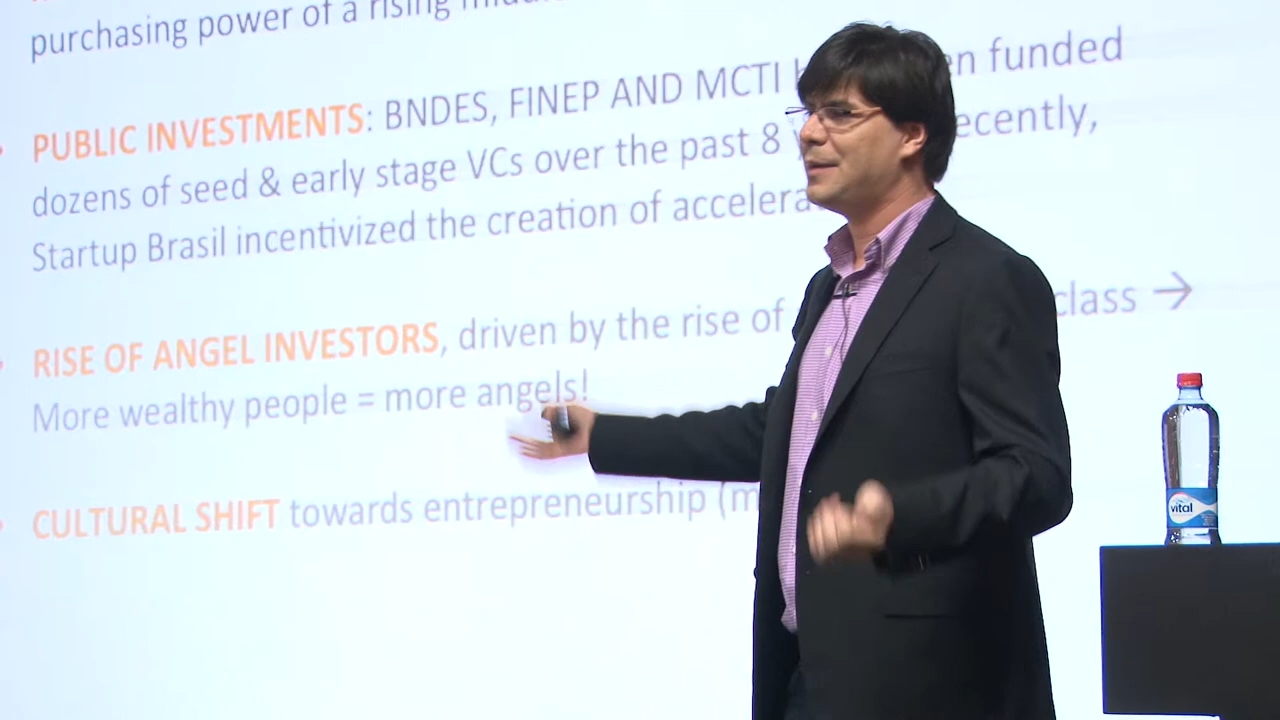 purchasing power of a rising
PUBLIC INVESTMENTS: BNDES, FINEP AND MCTI funded
dozens of seed & early stage VCs over the past 8
Startup Brasil incentivized the creation of
RISE OF ANGEL INVESTORS, driven by the rise of class →
More wealthy people = more angels!
CULTURAL SHIFT towards entrepreneurship
vital